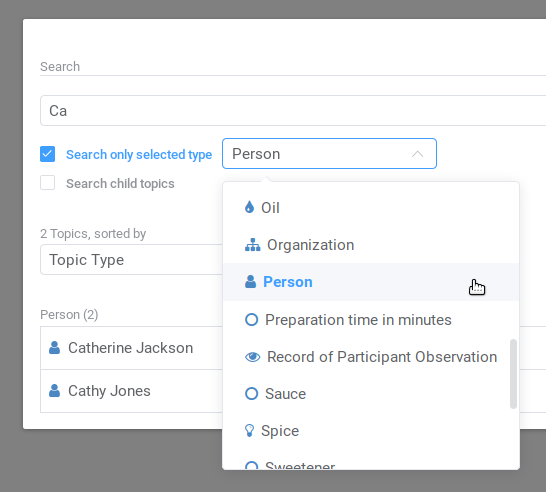 Search
Ca
Search only selected type
Person
Search child topics
2 Topics, sorted by
Topic Type
Person (2)
Catherine Jackson
Cathy Jones
Oil
Organization
Person
Preparation time in minutes
Record of Participant Observation
Sauce
Spice
Sweetener